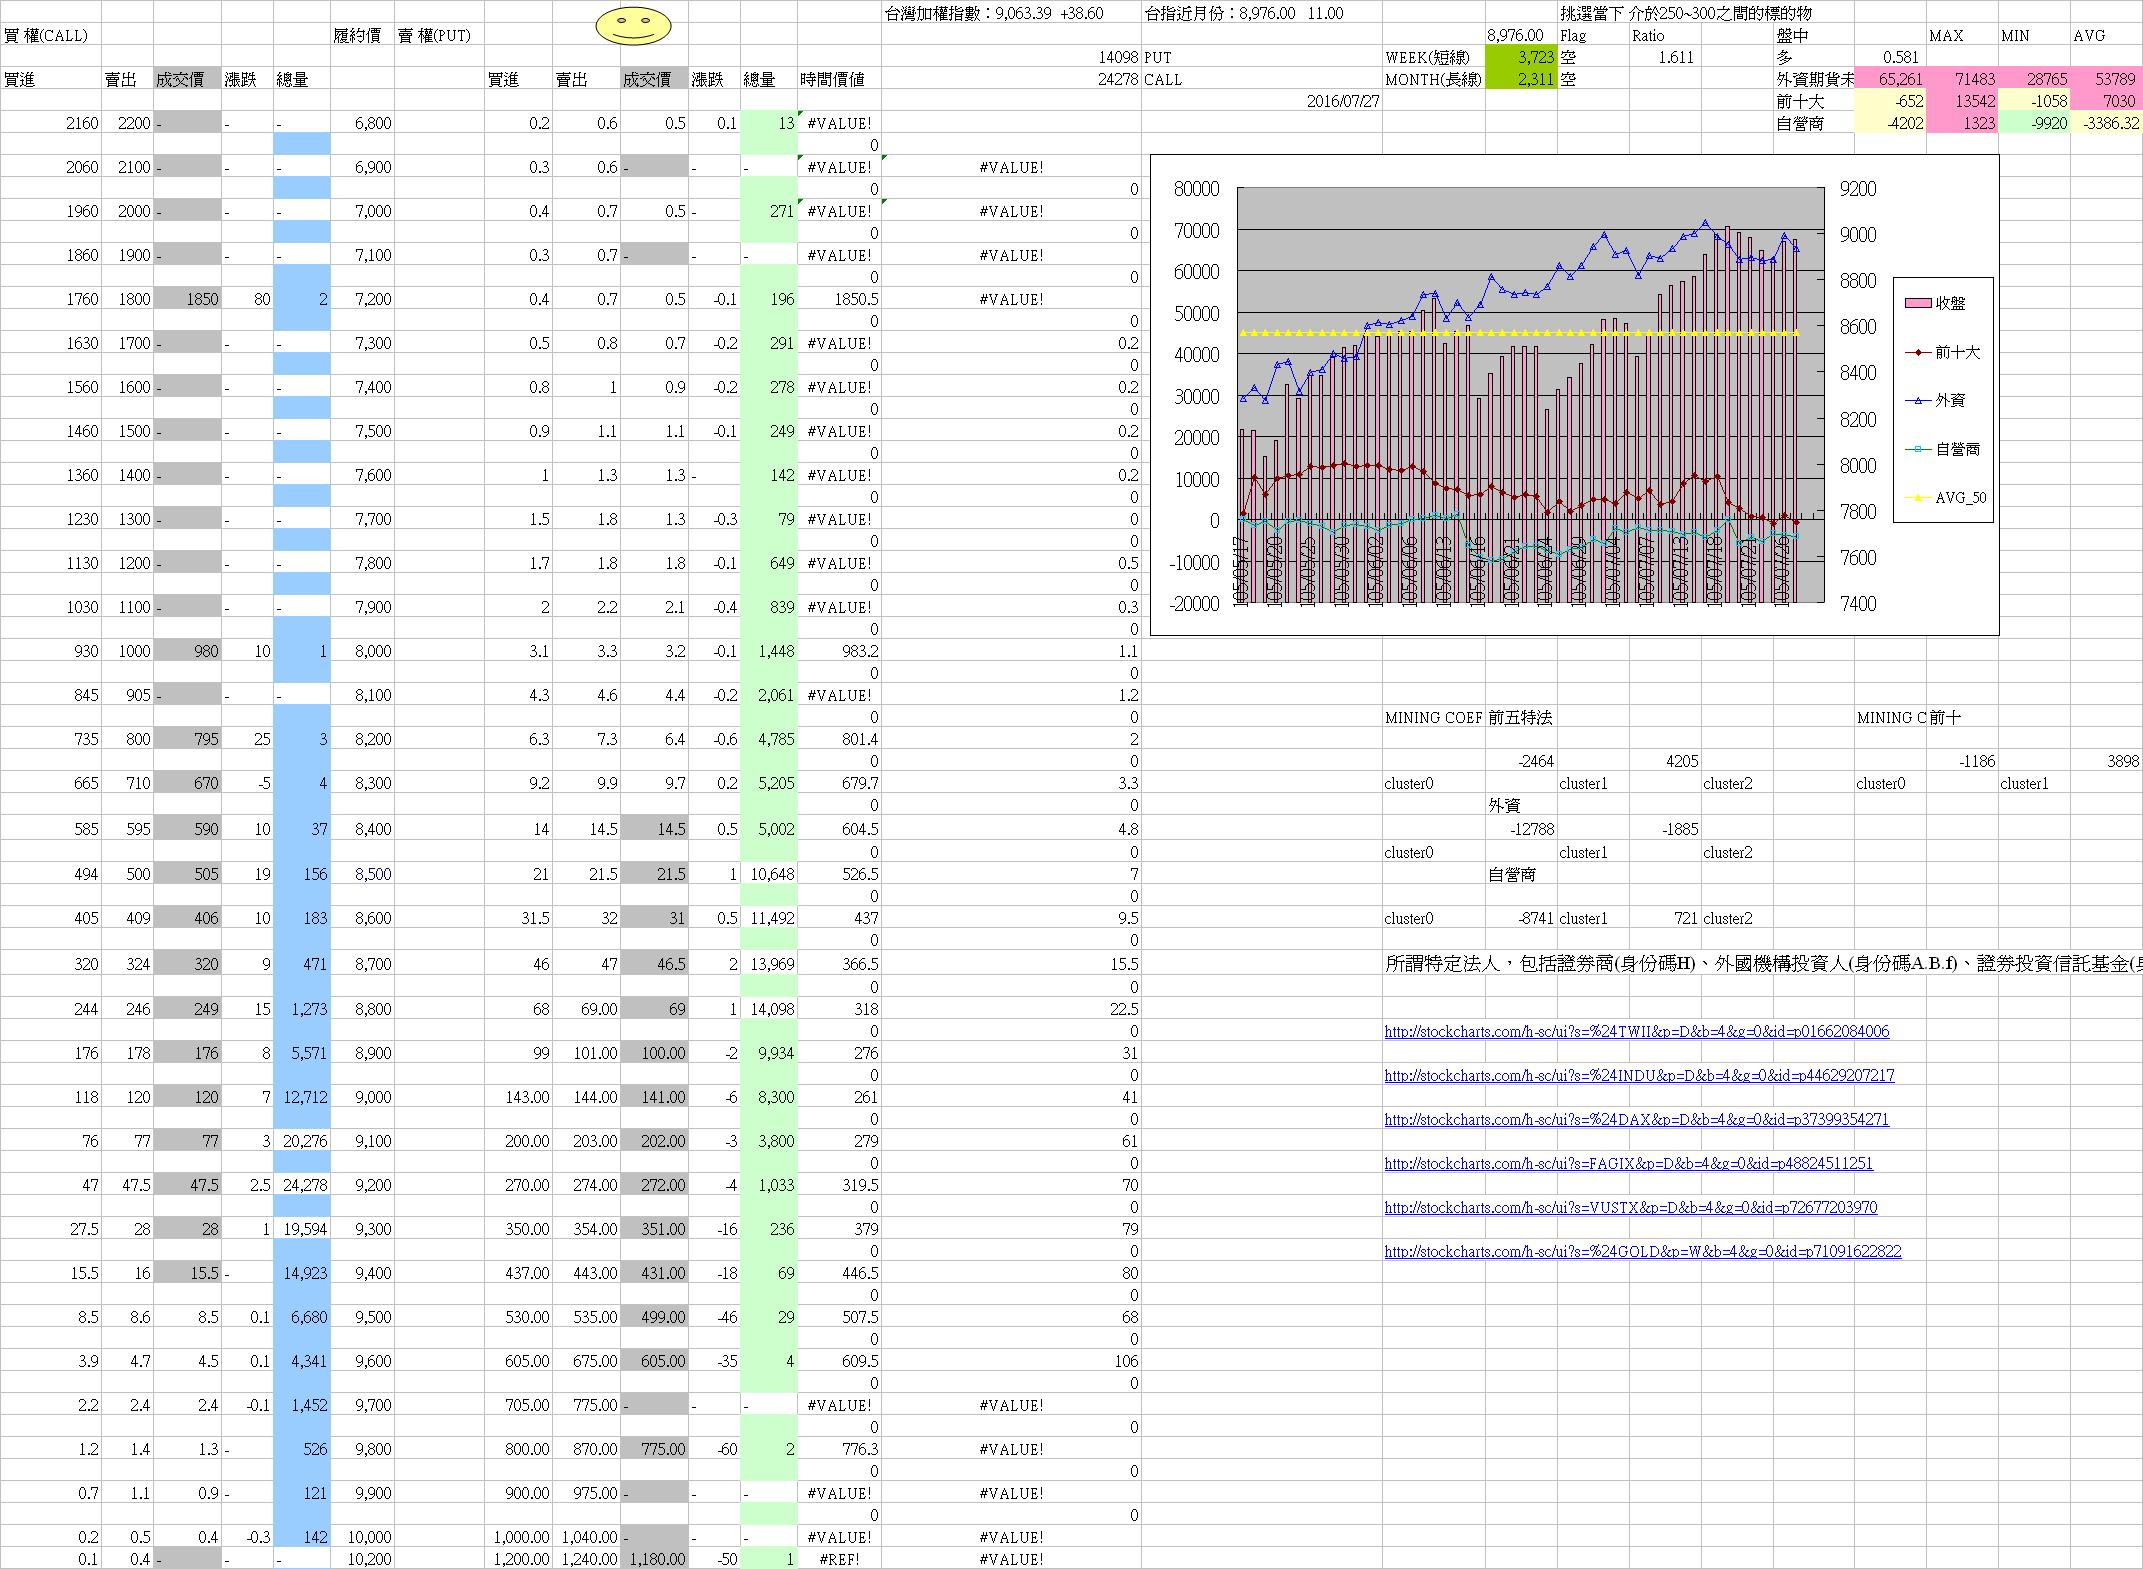 台灣加權指數：9,063.39 +38.60 台指近月份：8,976.00 11.00 挑選當下 介於250~300之間的標的物
買 權(CALL) 履約價 賣 權(PUT) 8,976.00 Flag Ratio 盤中 MAX MIN AVG
14098 PUT WEEK(短線) 3,723 空 1.611 多 0.581
買進 賣出 成交價 漲跌 總量 買進 賣出 成交價 漲跌 總量 時間價值 24278 CALL MONTH(長線) 2,311 空 外資期貨未 65,261 71483 28765 53789
2016/07/27 前十大 -652 13542 -1058 7030
2160 2200 - - - 6,800 0.2 0.6 0.5 0.1 13 #VALUE! 自營商 -4202 1323 -9920 -3386.32
0
2060 2100 - - - 6,900 0.3 0.6 - - - #VALUE! #VALUE!
0 0
1960 2000 - - - 7,000 0.4 0.7 0.5 - 271 #VALUE! #VALUE!
0 0
1860 1900 - - - 7,100 0.3 0.7 - - - #VALUE! #VALUE!
0 0
1760 1800 1850 80 2 7,200 0.4 0.7 0.5 -0.1 196 1850.5 #VALUE!
0 0
1630 1700 - - - 7,300 0.5 0.8 0.7 -0.2 291 #VALUE! 0.2
0 0
1560 1600 - - - 7,400 0.8 1 0.9 -0.2 278 #VALUE! 0.2
0 0
1460 1500 - - - 7,500 0.9 1.1 1.1 -0.1 249 #VALUE! 0.2
0 0
1360 1400 - - - 7,600 1 1.3 1.3 - 142 #VALUE! 0.2
0 0
1230 1300 - - - 7,700 1.5 1.8 1.3 -0.3 79 #VALUE! 0
0 0
1130 1200 - - - 7,800 1.7 1.8 1.8 -0.1 649 #VALUE! 0.5
0 0
1030 1100 - - - 7,900 2 2.2 2.1 -0.4 839 #VALUE! 0.3
0 0
930 1000 980 10 1 8,000 3.1 3.3 3.2 -0.1 1,448 983.2 1.1
0 0
845 905 - - - 8,100 4.3 4.6 4.4 -0.2 2,061 #VALUE! 1.2
0 0 MINING COEF 前五特法 MINING C 前十
735 800 795 25 3 8,200 6.3 7.3 6.4 -0.6 4,785 801.4 2
0 0 -2464 4205 -1186 3898
665 710 670 -5 4 8,300 9.2 9.9 9.7 0.2 5,205 679.7 3.3 cluster0 cluster1 cluster2 cluster0 cluster1
0 0 外資
585 595 590 10 37 8,400 14 14.5 14.5 0.5 5,002 604.5 4.8 -12788 -1885
0 0 cluster0 cluster1 cluster2
494 500 505 19 156 8,500 21 21.5 21.5 1 10,648 526.5 7 自營商
0 0
405 409 406 10 183 8,600 31.5 32 31 0.5 11,492 437 9.5 cluster0 -8741 cluster1 721 cluster2
0 0
320 324 320 9 471 8,700 46 47 46.5 2 13,969 366.5 15.5 所謂特定法人，包括證券商(身份碼H)、外國機構投資人(身份碼A.B.f)、證券投資信託基金(
0 0
244 246 249 15 1,273 8,800 68 69.00 69 1 14,098 318 22.5
0 0 http://stockcharts.com/h-sc/ui?s=%24TWII&p=D&b=4&g=0&id=p01662084006
176 178 176 8 5,571 8,900 99 101.00 100.00 -2 9,934 276 31
0 0 http://stockcharts.com/h-sc/ui?s=%24INDU&p=D&b=4&g=0&id=p44629207217
118 120 120 7 12,712 9,000 143.00 144.00 141.00 -6 8,300 261 41
0 0 http://stockcharts.com/h-sc/ui?s=%24DAX&p=D&b=4&g=0&id=p37399354271
76 77 77 3 20,276 9,100 200.00 203.00 202.00 -3 3,800 279 61
0 0 http://stockcharts.com/h-sc/ui?s=FAGIX&p=D&b=4&g=0&id=p48824511251
47 47.5 47.5 2.5 24,278 9,200 270.00 274.00 272.00 -4 1,033 319.5 70
0 0 http://stockcharts.com/h-sc/ui?s=VUSTX&p=D&b=4&g=0&id=p72677203970
27.5 28 28 1 19,594 9,300 350.00 354.00 351.00 -16 236 379 79
0 0 http://stockcharts.com/h-sc/ui?s=%24GOLD&p=W&b=4&g=0&id=p71091622822
15.5 16 15.5 - 14,923 9,400 437.00 443.00 431.00 -18 69 446.5 80
0 0
8.5 8.6 8.5 0.1 6,680 9,500 530.00 535.00 499.00 -46 29 507.5 68
0 0
3.9 4.7 4.5 0.1 4,341 9,600 605.00 675.00 605.00 -35 4 609.5 106
0 0
2.2 2.4 2.4 -0.1 1,452 9,700 705.00 775.00 - - - #VALUE! #VALUE!
0 0
1.2 1.4 1.3 - 526 9,800 800.00 870.00 775.00 -60 2 776.3 #VALUE!
0 0
0.7 1.1 0.9 - 121 9,900 900.00 975.00 - - - #VALUE! #VALUE!
0 0
0.2 0.5 0.4 -0.3 142 10,000 1,000.00 1,040.00 - - - #VALUE! #VALUE!
0.1 0.4 - - - 10,200 1,200.00 1,240.00 1,180.00 -50 1 #REF! #VALUE!
80000 9200
70000 9000
60000 8800
50000 8600
40000 8400
30000 8200
20000 8000
10000 7800
0 7600
-10000 7400
-20000
收盤
前十大
外資
自營商
AVG_50
105/05/17 105/05/20 105/05/25 105/05/30 105/06/02 105/06/06 105/06/13 105/06/16 105/06/21 105/06/24 105/06/29 105/07/04 105/07/07 105/07/13 105/07/18 105/07/21 105/07/26